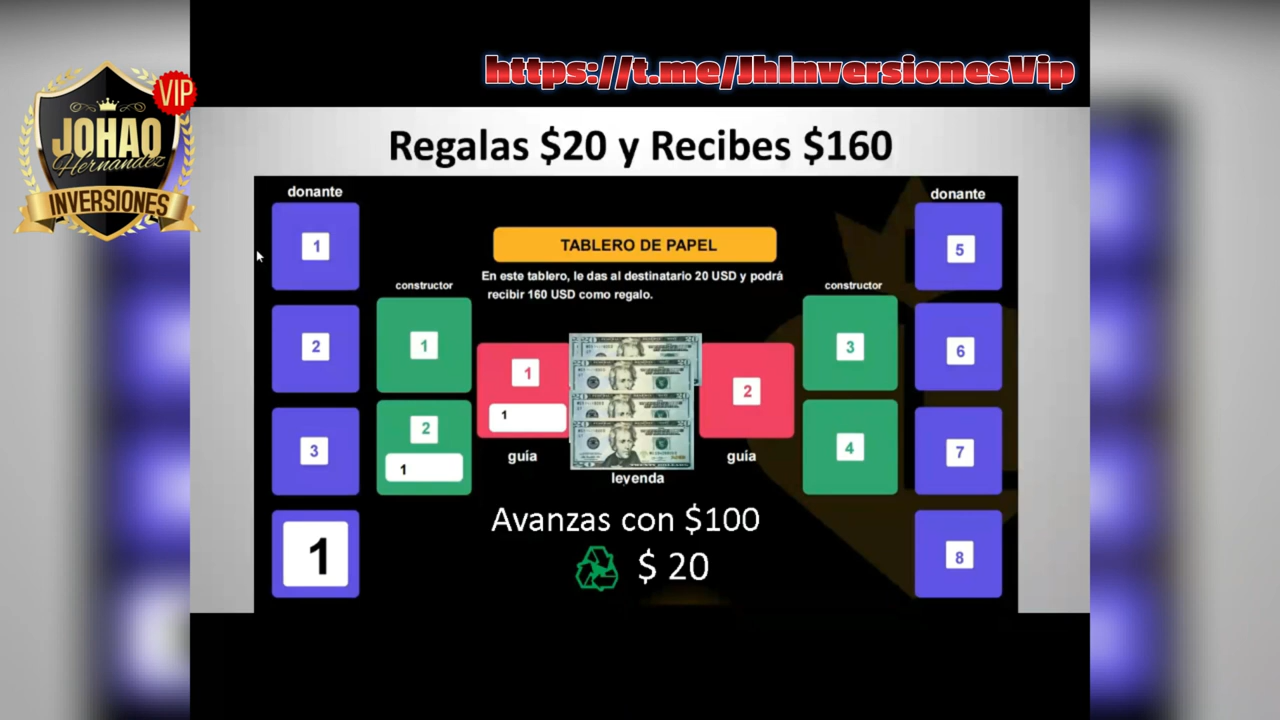 https://t.me/JhInversionesVip
VIP
JOHAO
Hernandez
INVERSIONES
Regalas $20 y Recibes $160
donante
donante
1
5
TABLERO DE PAPEL
En este tablero, le das al destinatario 20 USD y podrá
recibir 160 USD como regalo.
constructor
constructor
2
1
3
6
1
1
2
2
1
4
3
7
guía
guía
leyenda
Avanzas con $100
$ 20
1
8